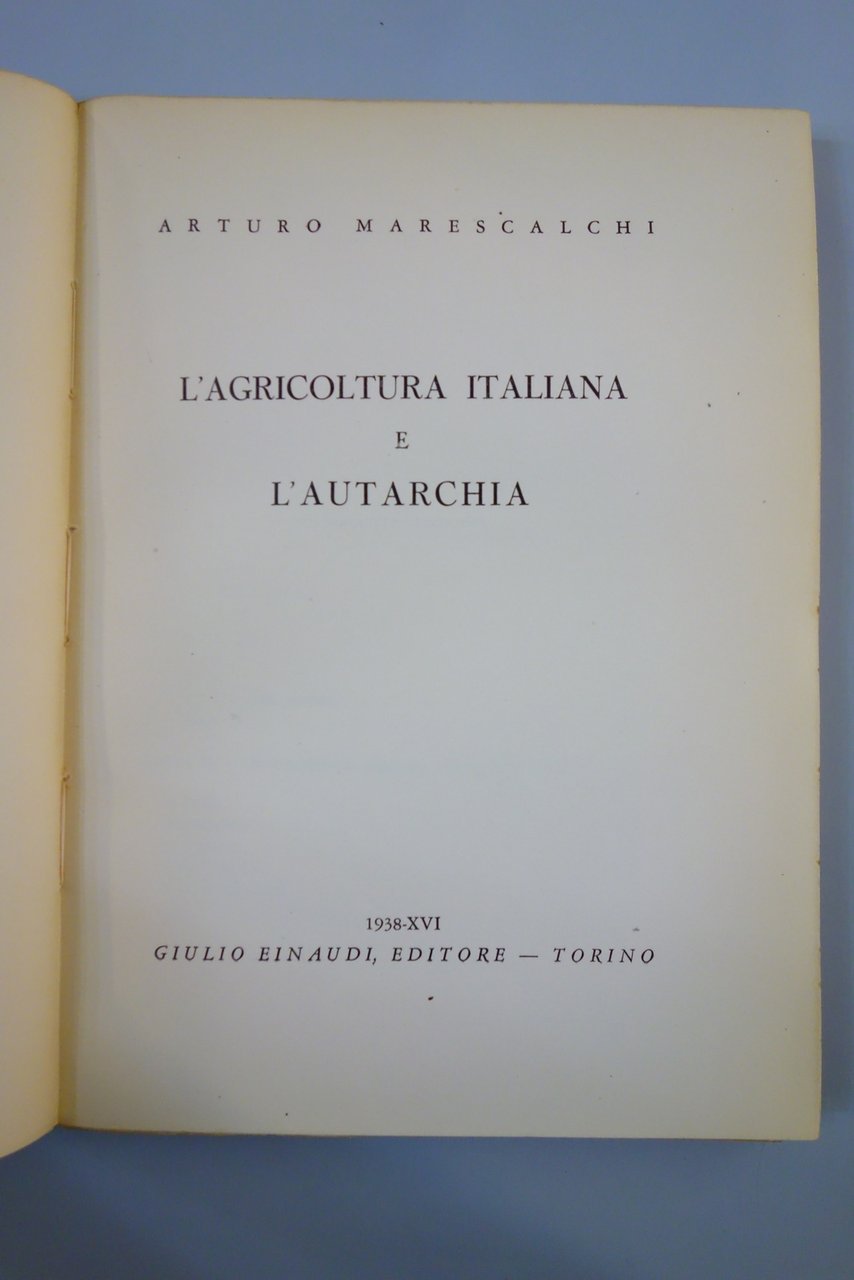 ARTURO MARESCALCHI
L'AGRICOLTURA ITALIANA
E
L'AUTARCHIA
1938-XVI
GIULIO EINAUDI, EDITORE — TORINO